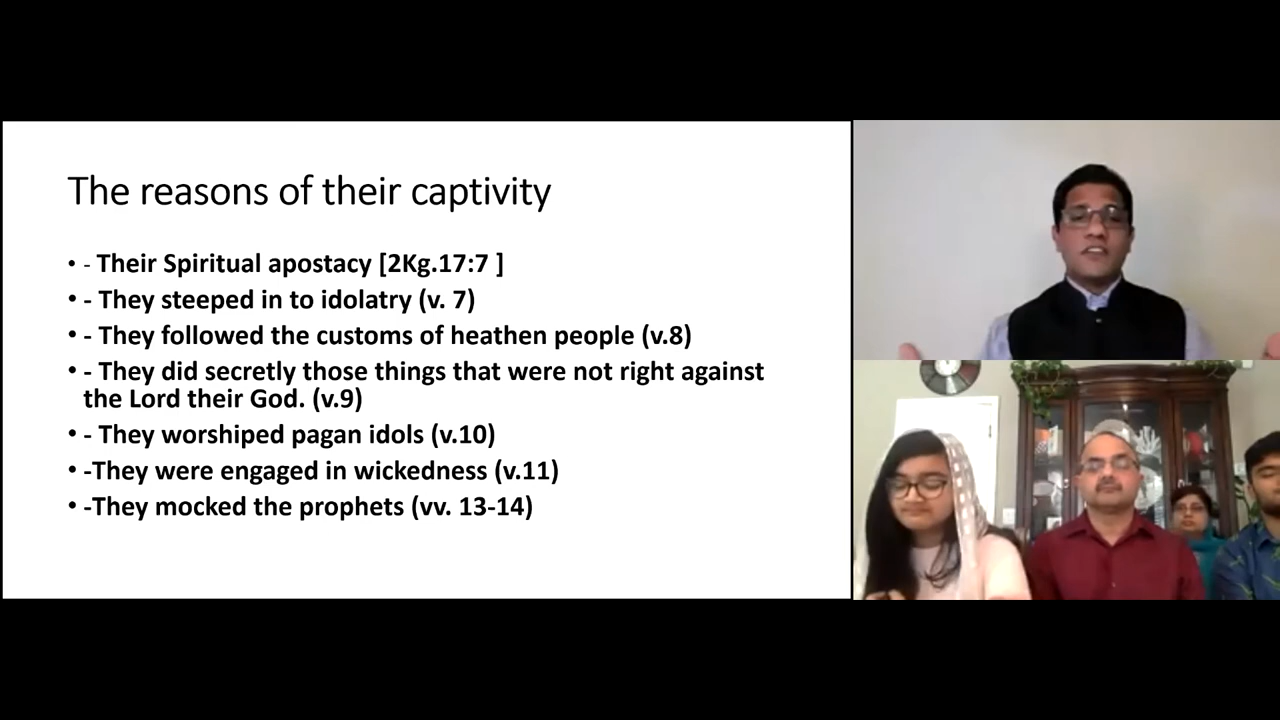 The reasons of their captivity
• - Their Spiritual apostacy [2Kg.17:7 ]
• - They steeped in to idolatry (v. 7)
• - They followed the customs of heathen people (v.8)
• - They did secretly those things that were not right against
the Lord their God. (v.9)
• - They worshiped pagan idols (v.10)
• -They were engaged in wickedness (v.11)
• -They mocked the prophets (vv. 13-14)